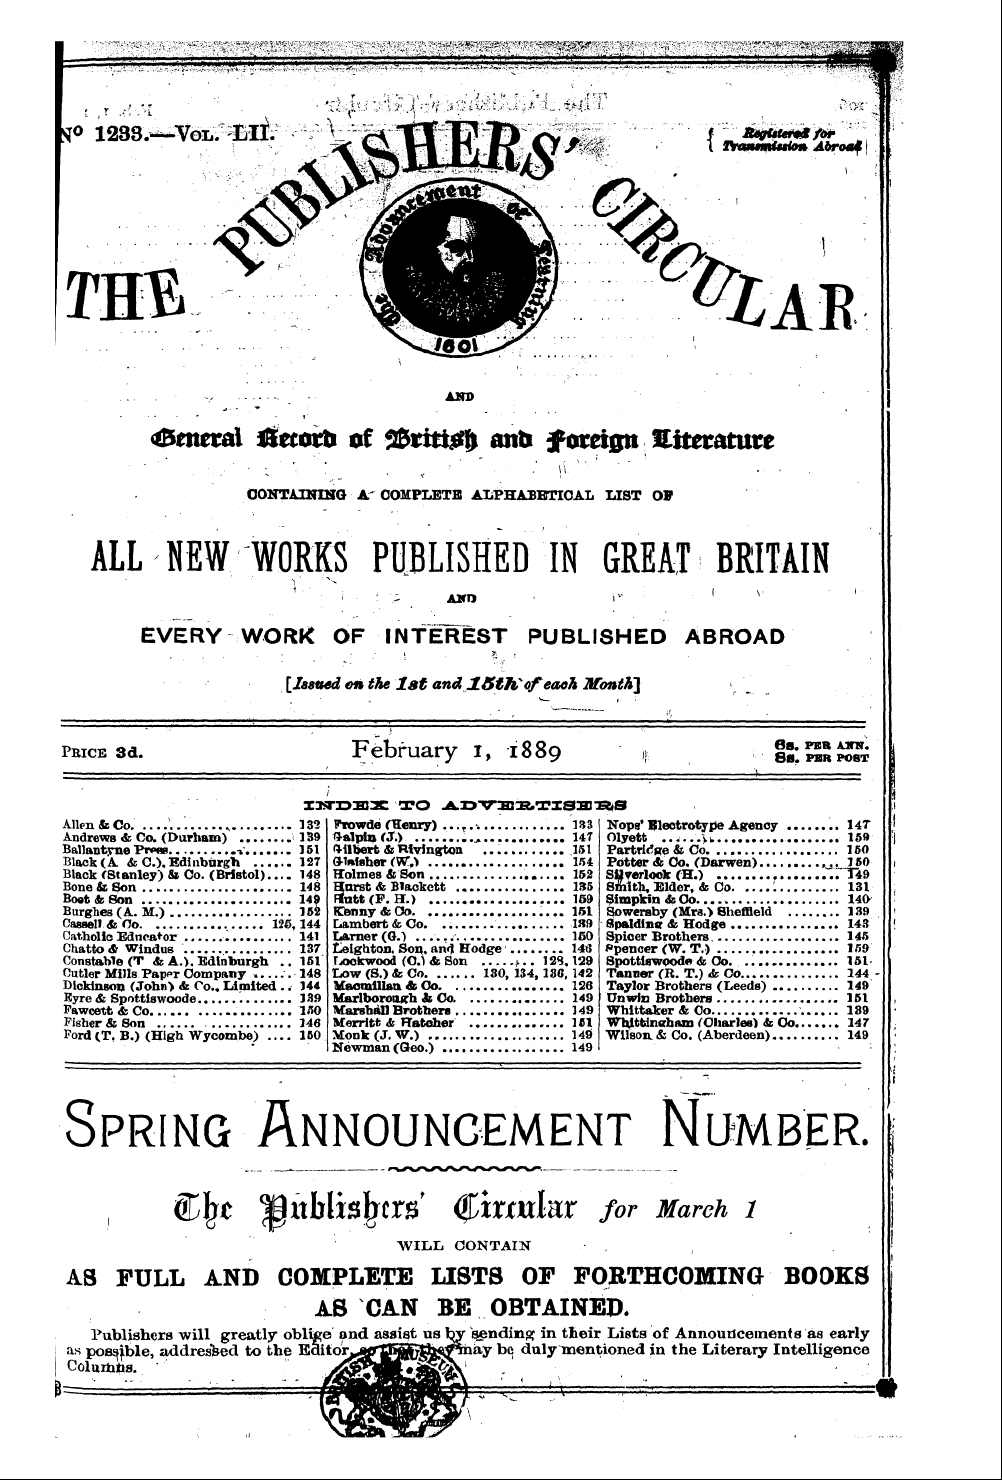 Nº 1233.—VOL. LII.
{ Registered for
{ Transmission Abroad
THE PUBLISHERS' CIRCULAR
The Advancement of Learning
1601
AND
General Record of British and Foreign Literature
CONTAINING A COMPLETE ALPHABETICAL LIST OF
ALL NEW WORKS PUBLISHED IN GREAT BRITAIN
AND
EVERY WORK OF INTEREST PUBLISHED ABROAD
[Issued on the 1st and 15th of each Month]
PRICE 3d.
February 1, 1889
6s. PER ANN.
8s. PER POST
INDEX TO ADVERTISERS
Allen & Co. .................. 132
Andrews & Co. (Durham) ........ 139
Ballantyne Press. .............. 151
Black (A. & C.), Edinburgh ...... 127
Black (Stanley) & Co. (Bristol).... 148
Bone & Son .................. 148
Boot & Son .................. 149
Burghes (A. M.) ................ 152
Cassell & Co. ............ 125, 144
Catholic Educator .............. 141
Chatto & Windus .............. 137
Constable (T & A.), Edinburgh .. 151
Cutler Mills Paper Company ...... 148
Dickinson (John) & Co., Limited .. 144
Eyre & Spottiswoode............ 139
Fawcett & Co. .................. 150
Fisher & Son .................. 146
Ford (T. B.) (High Wycombe) .... 150
Frowde (Henry) ................ 133
Galpin (J.) .................... 147
Gilbert & Rivington ............ 151
Glaisher (W.) .................. 154
Holmes & Son .................. 152
Hurst & Blackett .............. 135
Hutt (F. H.) .................. 159
Kenny & Co. .................. 151
Lambert & Co. ................ 139
Larner (G.) .................... 150
Leighton, Son, and Hodge ........ 146
Lockwood (C.) & Son ...... 128, 129
Low (S.) & Co. ...... 130, 134, 136, 142
Macmillan & Co. .............. 126
Marlborough & Co. ............ 149
Marshall Brothers .............. 149
Merritt & Hatcher ............ 151
Monk (J. W.) .................. 149
Newman (Geo.) ................ 149
Nops' Electrotype Agency ........ 147
Olyett ...................... 159
Partridge & Co. ................ 150
Potter & Co. (Darwen)............ 150
Silverlock (H.) ................ 149
Smith, Elder, & Co. ............ 131
Simpkin & Co. .................. 140
Sowersby (Mrs.) Sheffield ........ 139
Spalding & Hodge .............. 143
Spicer Brothers ................ 145
Spencer (W. T.) ................ 159
Spottiswoode & Co. ............ 151
Tanner (R. T.) & Co............. 144
Taylor Brothers (Leeds) .......... 149
Unwin Brothers ................ 151
Whittaker & Co. ................ 139
Whittingham (Charles) & Co....... 147
Wilson & Co. (Aberdeen).......... 149
SPRING ANNOUNCEMENT NUMBER.
The Publishers' Circular for March 1
WILL CONTAIN
AS FULL AND COMPLETE LISTS OF FORTHCOMING BOOKS
AS CAN BE OBTAINED.
Publishers will greatly oblige and assist us by sending in their Lists of Announcements as early
as possible, addressed to the Editor, so that they may be duly mentioned in the Literary Intelligence
Columns.
BRITISH MUSEUM